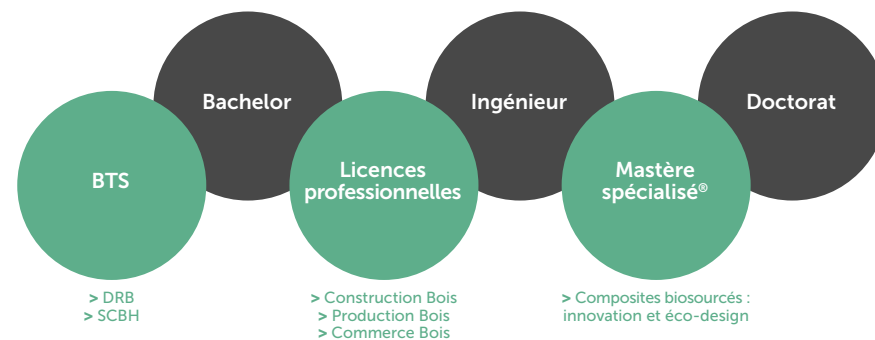 Bachelor
Ingénieur
Doctorat
BTS
Licences
professionnelles
Mastère
spécialisé®
> DRB
> SCBH
> Construction Bois
> Production Bois
> Commerce Bois
> Composites biosourcés :
innovation et éco-design